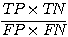 TP * TN
FP * FN